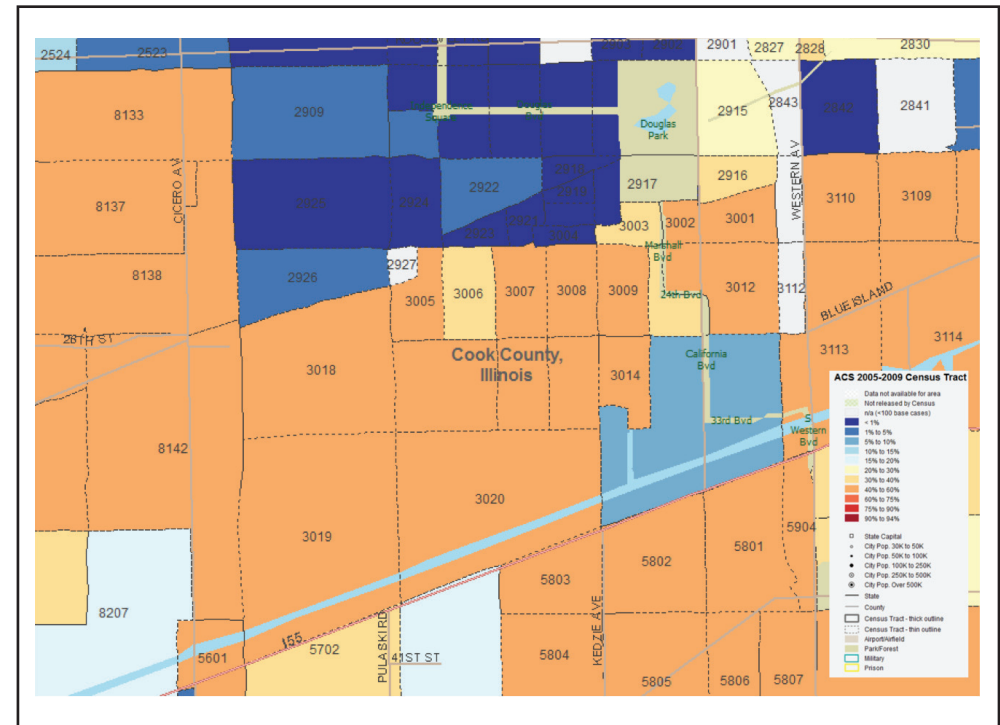 2524
2523
2901
2827
2828
2830
8133
2909
Independence
Square
Douglas
Blvd
Douglas
Park
2915
2843
2842
2841
CICERO AV
WESTERN AV
8137
2922
2917
2916
3110
3109
3003
3002
3001
Marshall
Blvd
8138
2926
2927
3005
3006
3007
3008
3009
24th Blvd
3012
3112
BLUE ISLAND
26TH ST
3018
Cook County,
Illinois
3014
California
Blvd
3113
3114
33rd Blvd
S
Western
Blvd
8142
3020
3019
5904
5801
5802
5803
8207
5601
I55
5702
PULASKI RD
41ST ST
5804
KEDZIE AVE
5805
5806
5807
ACS 2005-2009 Census Tract
Data not available for area
Not released by Census
n/a (<100 base cases)
< 1%
1% to 5%
5% to 10%
10% to 15%
15% to 20%
20% to 30%
30% to 40%
40% to 60%
60% to 75%
75% to 90%
90% to 94%
State Capital
City Pop. 30K to 50K
City Pop. 50K to 100K
City Pop. 100K to 250K
City Pop. 250K to 500K
City Pop. Over 500K
State
County
Census Tract - thick outline
Census Tract - thin outline
Airport/Airfield
Park/Forest
Military
Prison